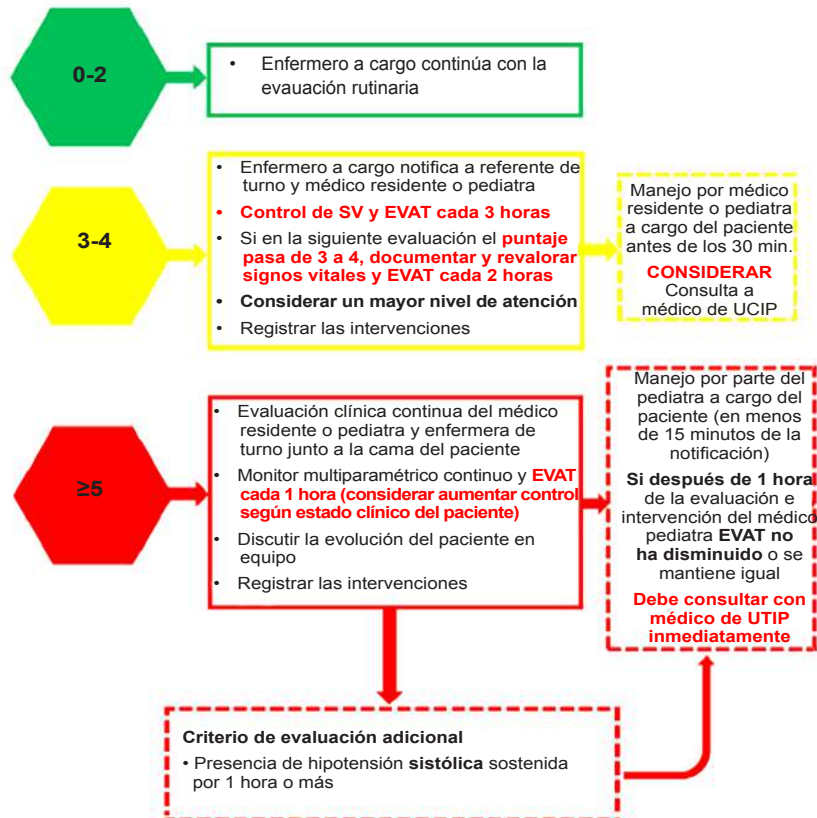 0-2
• Enfermero a cargo continúa con la
evauación rutinaria
3-4
• Enfermero a cargo notifica a referente de
turno y médico residente o pediatra
• Control de SV y EVAT cada 3 horas
• Si en la siguiente evaluación el puntaje
pasa de 3 a 4, documentar y revalorar
signos vitales y EVAT cada 2 horas
• Considerar un mayor nivel de atención
• Registrar las intervenciones
Manejo por médico
residente o pediatra
a cargo del paciente
antes de los 30 min.
CONSIDERAR
Consulta a
médico de UCIP
≥5
• Evaluación clínica continua del médico
residente o pediatra y enfermera de
turno junto a la cama del paciente
• Monitor multiparamétrico continuo y EVAT
cada 1 hora (considerar aumentar control
según estado clínico del paciente)
• Discutir la evolución del paciente en
equipo
• Registrar las intervenciones
Manejo por parte del
pediatra a cargo del
paciente (en menos
de 15 minutos de la
notificación)
Si después de 1 hora
de la evaluación e
intervención del médico
pediatra EVAT no
ha disminuido o se
mantiene igual
Debe consultar con
médico de UTIP
inmediatamente
Criterio de evaluación adicional
• Presencia de hipotensión sistólica sostenida
por 1 hora o más